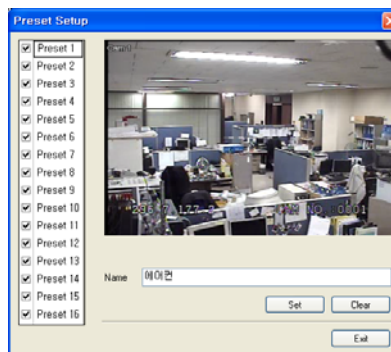 Preset Setup
Preset 1
Preset 2
Preset 3
Preset 4
Preset 5
Preset 6
Preset 7
Preset 8
Preset 9
Preset 10
Preset 11
Preset 12
Preset 13
Preset 14
Preset 15
Preset 16
NO 0001
Name 에어컨
Set Clear
Exit